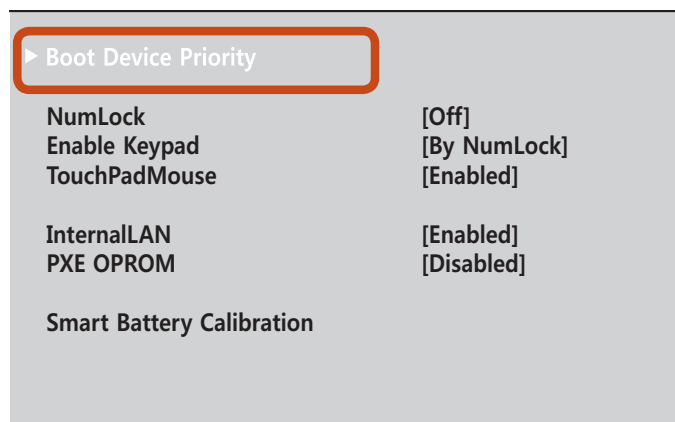 ▶ Boot Device Priority
NumLock [Off]
Enable Keypad [By NumLock]
TouchPadMouse [Enabled]
InternalLAN [Enabled]
PXE OPROM [Disabled]
Smart Battery Calibration